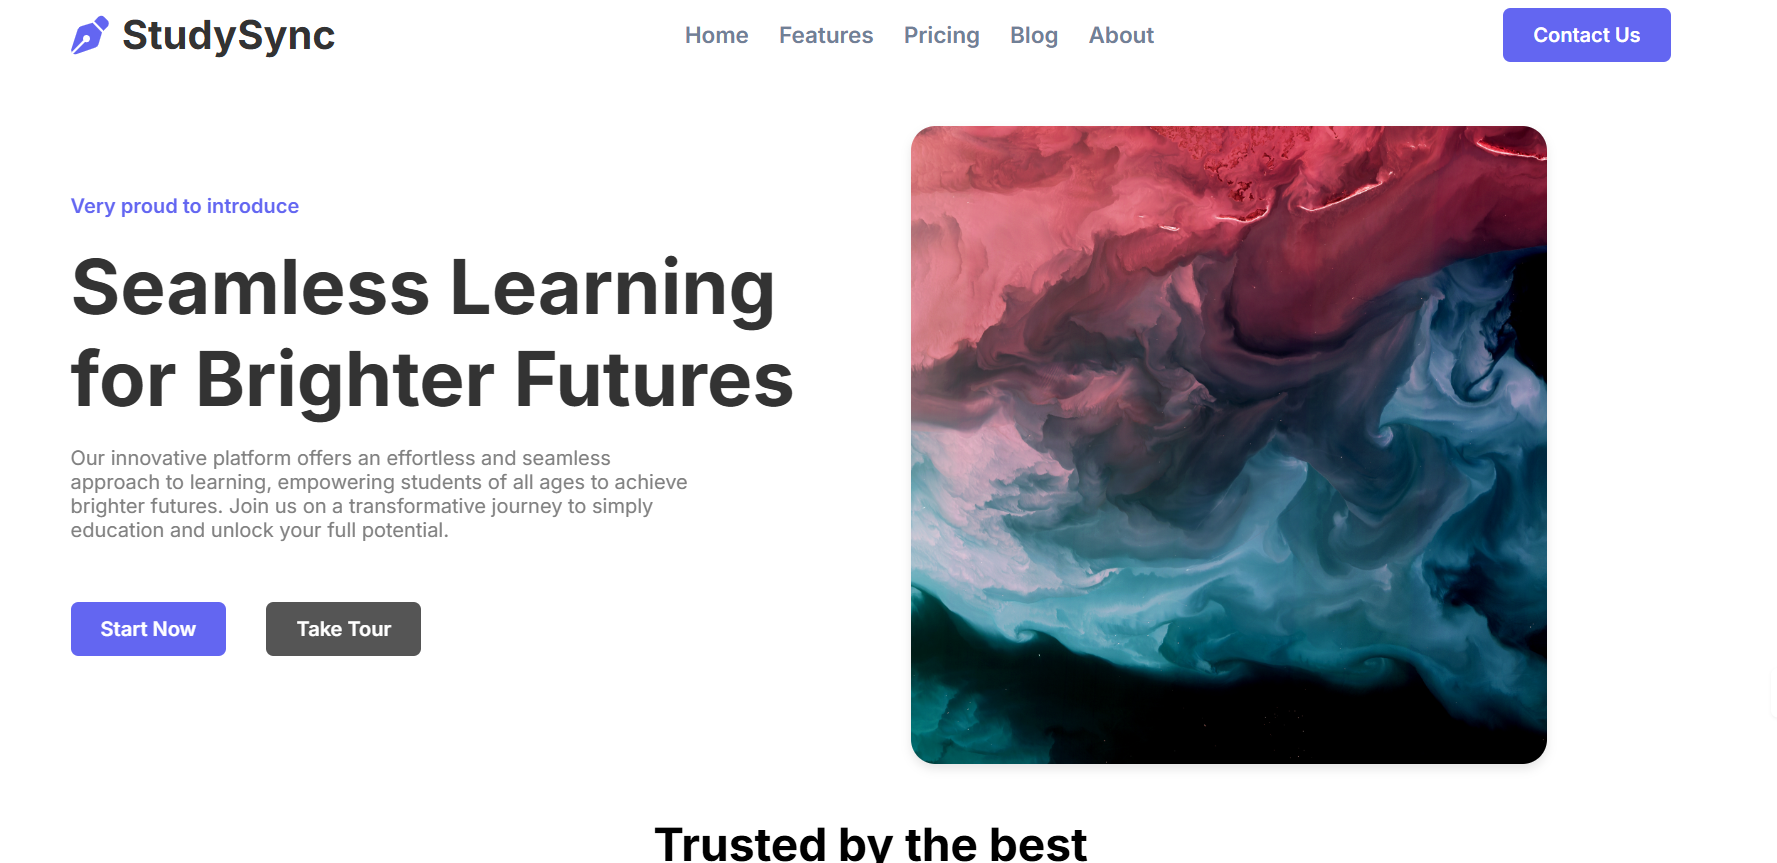 StudySync
Home Features Pricing Blog About
Contact Us
Very proud to introduce
Seamless Learning
for Brighter Futures
Our innovative platform offers an effortless and seamless
approach to learning, empowering students of all ages to achieve
brighter futures. Join us on a transformative journey to simply
education and unlock your full potential.
Start Now
Take Tour
Trusted by the best